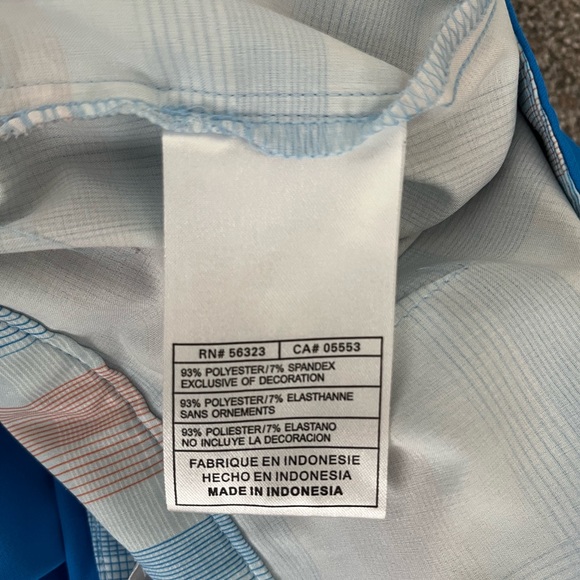 RN# 56323 CA# 05553
93% POLYESTER/7% SPANDEX
EXCLUSIVE OF DECORATION
93% POLYESTER/7% ELASTHANNE
SANS ORNEMENTS
93% POLIESTER/7% ELASTANO
NO INCLUYE LA DECORACION
FABRIQUE EN INDONESIE
HECHO EN INDONESIA
MADE IN INDONESIA